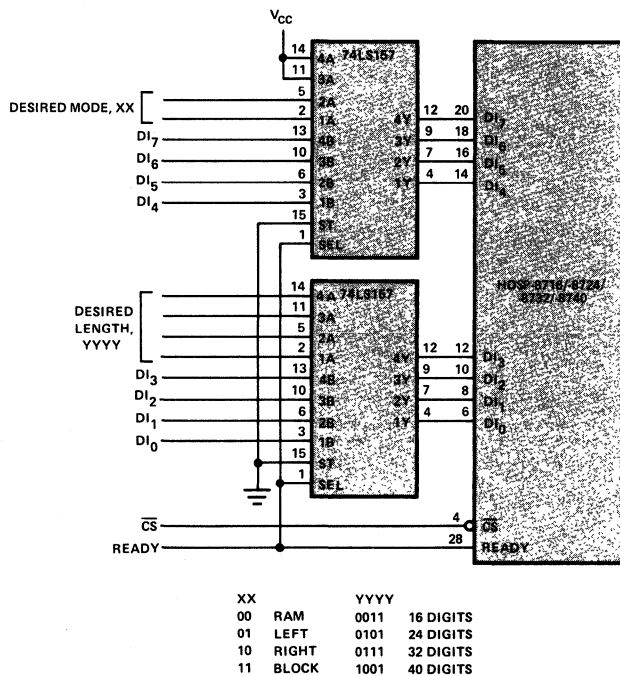 VCC
74LS157
14 4A
11 3A
5 2A
DESIRED MODE, XX
2 1A
4Y 12 20 DI7
DI7 13 4B
3Y 9 18 DI6
DI6 10 3B
2Y 7 16 DI5
DI5 6 2B
1Y 4 14 DI4
DI4 3 1B
15 ST
1 SEL
HDSP-8716/-8724/
-8732/-8740
74LS157
14 4A
11 3A
DESIRED
LENGTH,
YYYY
5 2A
2 1A
4Y 12 12 DI3
DI3 13 4B
3Y 9 10 DI2
DI2 10 3B
2Y 7 8 DI1
DI1 6 2B
1Y 4 6 DI0
DI0 3 1B
15 ST
1 SEL
CS 4 CS
READY 28 READY
XX YYYY
00 RAM 0011 16 DIGITS
01 LEFT 0101 24 DIGITS
10 RIGHT 0111 32 DIGITS
11 BLOCK 1001 40 DIGITS